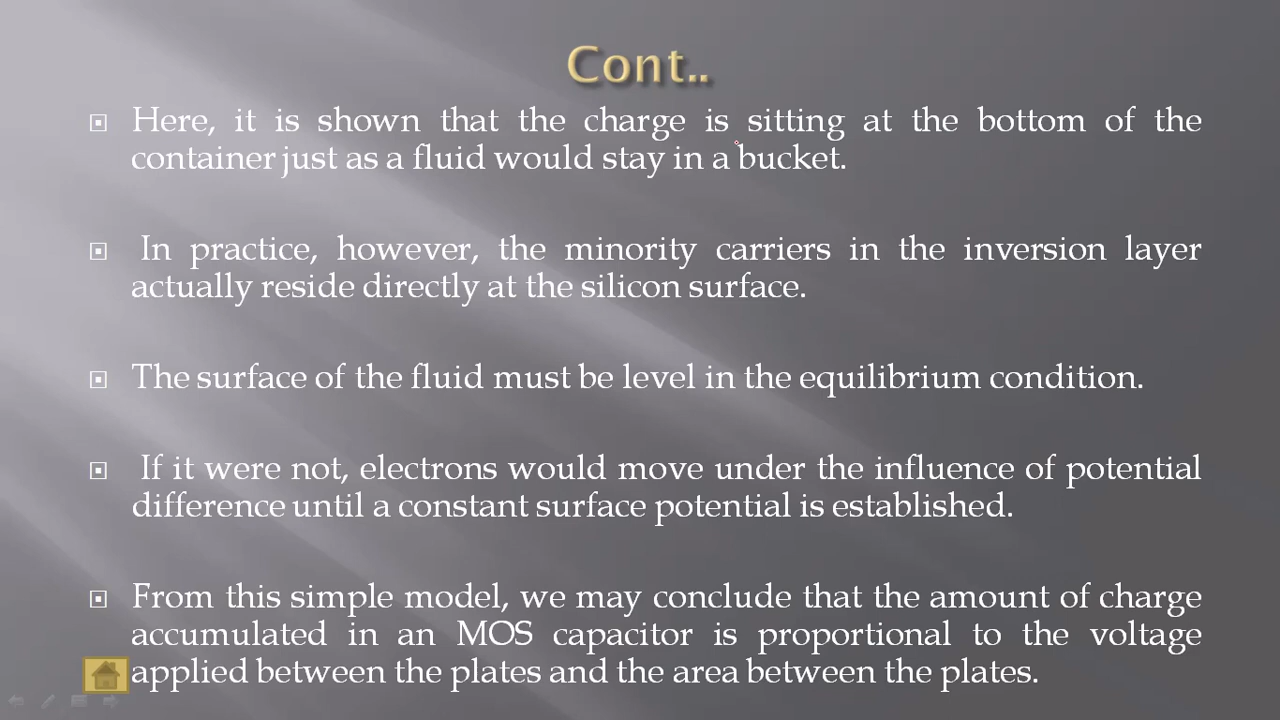 Cont..
Here, it is shown that the charge is sitting at the bottom of the
container just as a fluid would stay in a bucket.
In practice, however, the minority carriers in the inversion layer
actually reside directly at the silicon surface.
The surface of the fluid must be level in the equilibrium condition.
If it were not, electrons would move under the influence of potential
difference until a constant surface potential is established.
From this simple model, we may conclude that the amount of charge
accumulated in an MOS capacitor is proportional to the voltage
applied between the plates and the area between the plates.